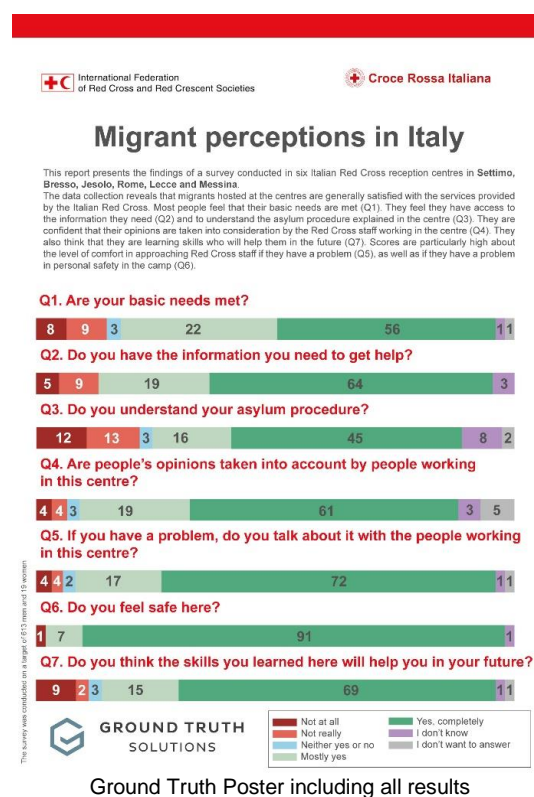 International Federation
of Red Cross and Red Crescent Societies
Croce Rossa Italiana
Migrant perceptions in Italy
This report presents the findings of a survey conducted in six Italian Red Cross reception centres in Settimo,
Bresso, Jesolo, Rome, Lecce and Messina.
The data collection reveals that migrants hosted at the centres are generally satisfied with the services provided
by the Italian Red Cross. Most people feel that their basic needs are met (Q1). They feel they have access to
the information they need (Q2) and to understand the asylum procedure explained in the centre (Q3). They are
confident that their opinions are taken into consideration by the Red Cross staff working in the centre (Q4). They
also think that they are learning skills who will help them in the future (Q7). Scores are particularly high about
the level of comfort in approaching Red Cross staff if they have a problem (Q5), as well as if they have a problem
in personal safety in the camp (Q6).
Q1. Are your basic needs met?
8 9 3 22 56 1 1
Q2. Do you have the information you need to get help?
5 9 19 64 3
Q3. Do you understand your asylum procedure?
12 13 3 16 45 8 2
Q4. Are people's opinions taken into account by people working
in this centre?
4 4 3 19 61 3 5
Q5. If you have a problem, do you talk about it with the people working
in this centre?
4 4 2 17 72 1 1
Q6. Do you feel safe here?
1 7 91 1
Q7. Do you think the skills you learned here will help you in your future?
9 2 3 15 69 1 1
The survey was conducted on a target of 613 men and 19 women
GROUND TRUTH
SOLUTIONS
Not at all
Not really
Neither yes or no
Mostly yes
Yes, completely
I don't know
I don't want to answer
Ground Truth Poster including all results